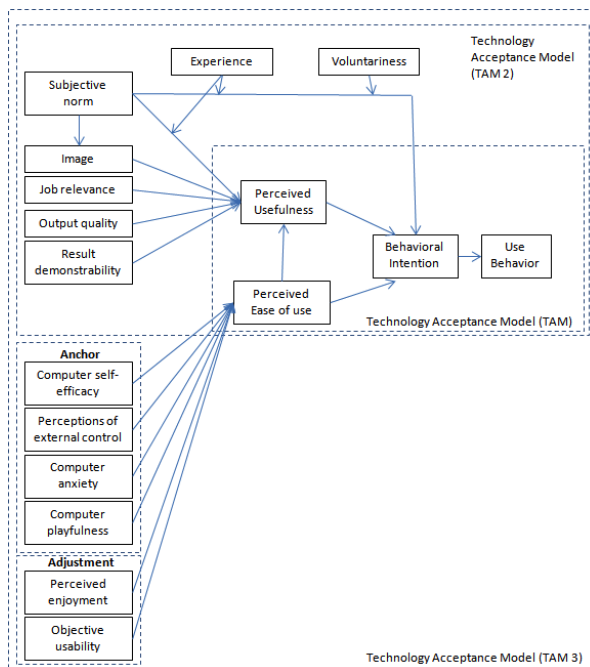 Experience
Voluntariness
Technology
Acceptance Model
(TAM 2)
Subjective
norm
Image
Job relevance
Output quality
Result
demonstrability
Perceived
Usefulness
Behavioral
Intention
Use
Behavior
Perceived
Ease of use
Technology Acceptance Model (TAM)
Anchor
Computer self-
efficacy
Perceptions of
external control
Computer
anxiety
Computer
playfulness
Adjustment
Perceived
enjoyment
Objective
usability
Technology Acceptance Model (TAM 3)